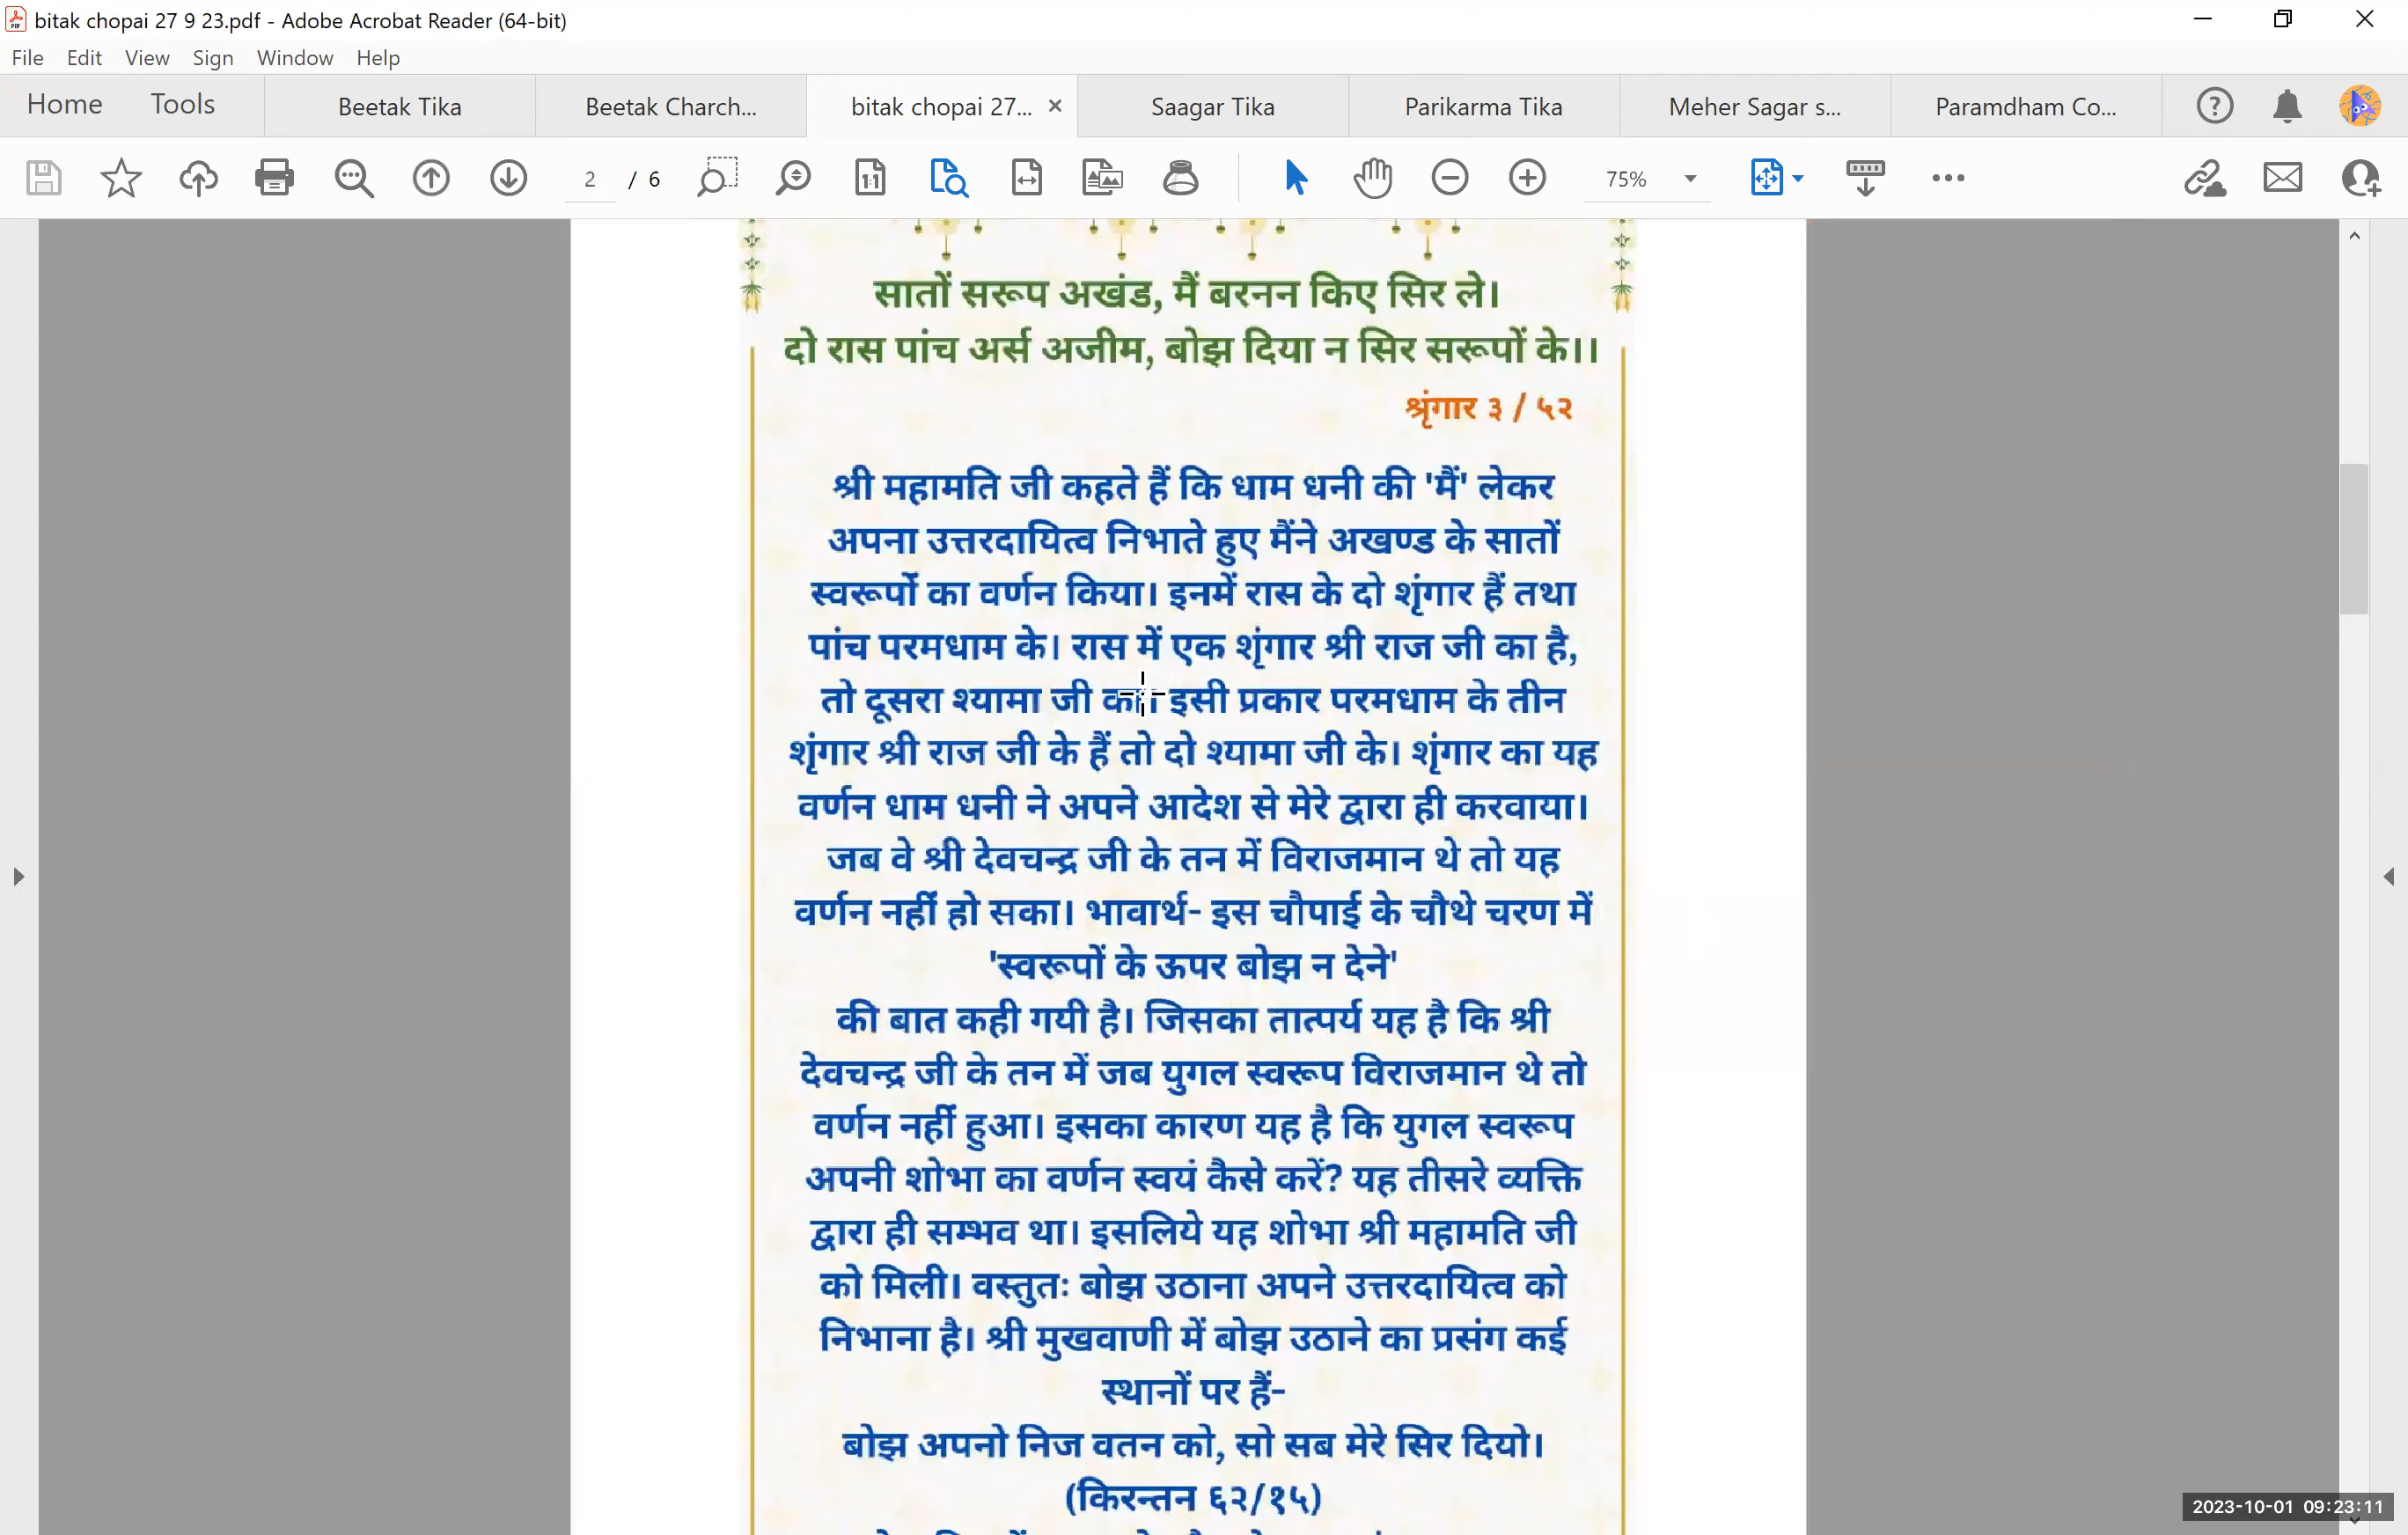 bitak chopai 27 9 23.pdf - Adobe Acrobat Reader (64-bit)
File Edit View Sign Window Help
Home Tools Beetak Tika Beetak Charch... bitak chopai 27... Saagar Tika Parikarma Tika Meher Sagar s... Paramdham Co...
2 / 6 75%
सातों सरूप अखंड, मैं बरनन किए सिर ले।
दो रास पांच अर्स अजीम, बोझ दिया न सिर सरूपों के।।
श्रृंगार ३ / ५२
श्री महामति जी कहते हैं कि धाम धनी की 'मैं' लेकर
अपना उत्तरदायित्व निभाते हुए मैंने अखण्ड के सातों
स्वरूपों का वर्णन किया। इनमें रास के दो शृंगार हैं तथा
पांच परमधाम के। रास में एक शृंगार श्री राज जी का है,
तो दूसरा श्यामा जी का। इसी प्रकार परमधाम के तीन
शृंगार श्री राज जी के हैं तो दो श्यामा जी के। शृंगार का यह
वर्णन धाम धनी ने अपने आदेश से मेरे द्वारा ही करवाया।
जब वे श्री देवचन्द्र जी के तन में विराजमान थे तो यह
वर्णन नहीं हो सका। भावार्थ- इस चौपाई के चौथे चरण में
'स्वरूपों के ऊपर बोझ न देने'
की बात कही गयी है। जिसका तात्पर्य यह है कि श्री
देवचन्द्र जी के तन में जब युगल स्वरूप विराजमान थे तो
वर्णन नहीं हुआ। इसका कारण यह है कि युगल स्वरूप
अपनी शोभा का वर्णन स्वयं कैसे करें? यह तीसरे व्यक्ति
द्वारा ही सम्भव था। इसलिये यह शोभा श्री महामति जी
को मिली। वस्तुतः बोझ उठाना अपने उत्तरदायित्व को
निभाना है। श्री मुखवाणी में बोझ उठाने का प्रसंग कई
स्थानों पर हैं-
बोझ अपनो निज वतन को, सो सब मेरे सिर दियो।
(किरन्तन ६२/१५)
2023-10-01 09:23:11